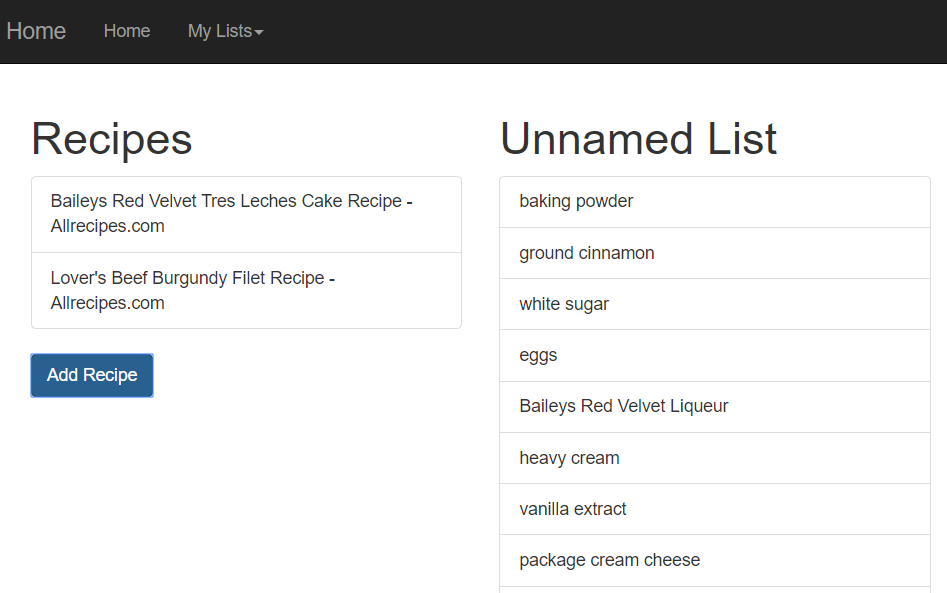 Home Home My Lists
Recipes
Baileys Red Velvet Tres Leches Cake Recipe -
Allrecipes.com
Lover's Beef Burgundy Filet Recipe -
Allrecipes.com
Add Recipe
Unnamed List
baking powder
ground cinnamon
white sugar
eggs
Baileys Red Velvet Liqueur
heavy cream
vanilla extract
package cream cheese